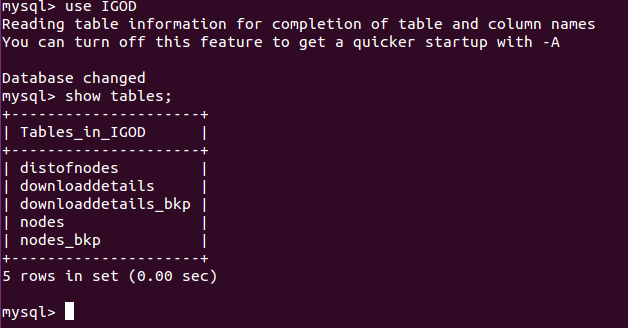 mysql> use IGOD
Reading table information for completion of table and column names
You can turn off this feature to get a quicker startup with -A

Database changed
mysql> show tables;
+---------------------+
| Tables_in_IGOD      |
+---------------------+
| distofnodes         |
| downloaddetails     |
| downloaddetails_bkp |
| nodes               |
| nodes_bkp           |
+---------------------+
5 rows in set (0.00 sec)

mysql>